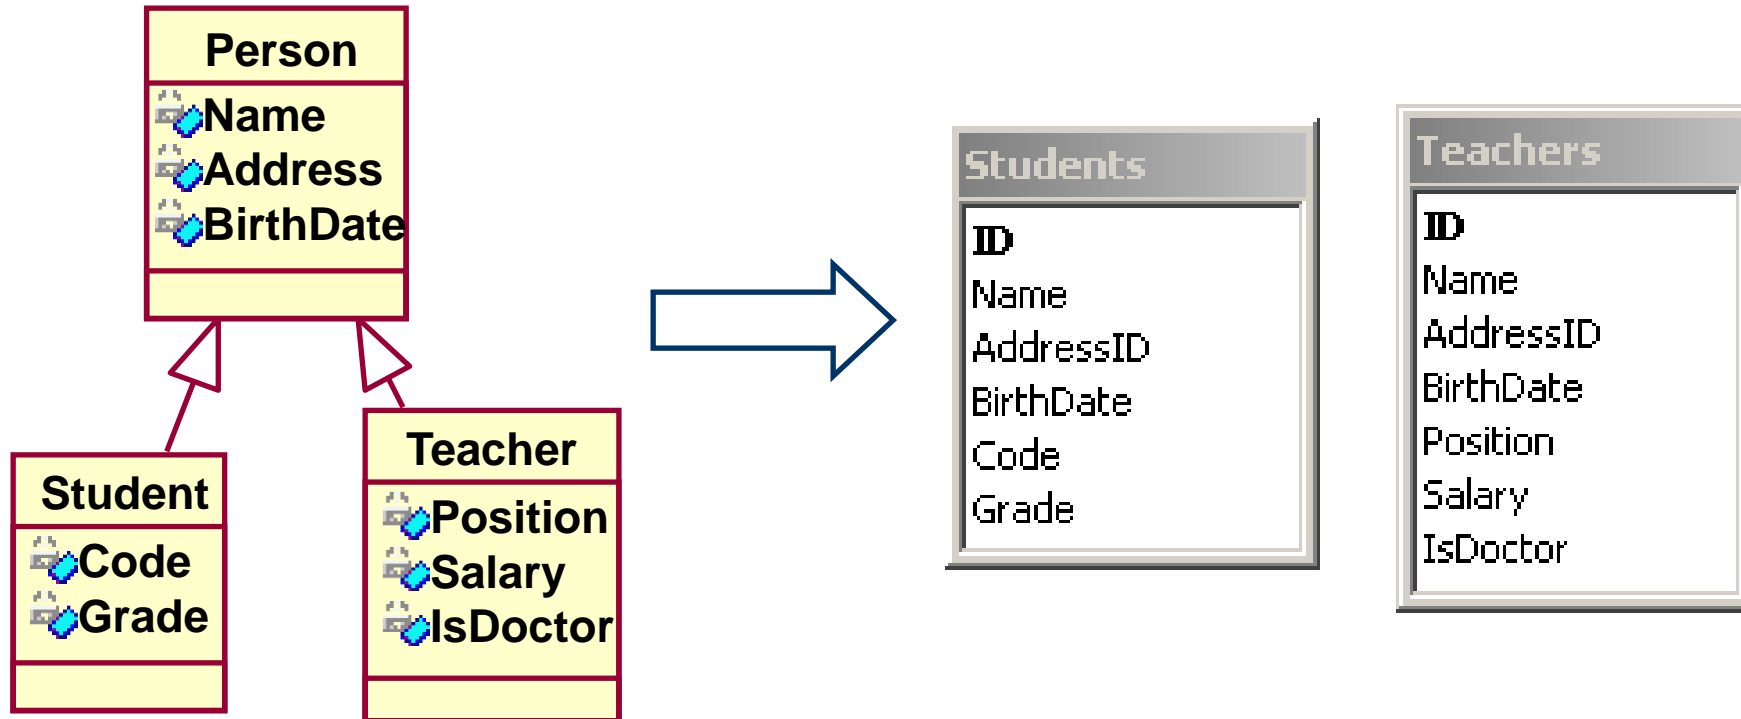 Person
Name
Address
BirthDate
Student
Code
Grade
Teacher
Position
Salary
IsDoctor
Students
ID
Name
AddressID
BirthDate
Code
Grade
Teachers
ID
Name
AddressID
BirthDate
Position
Salary
IsDoctor